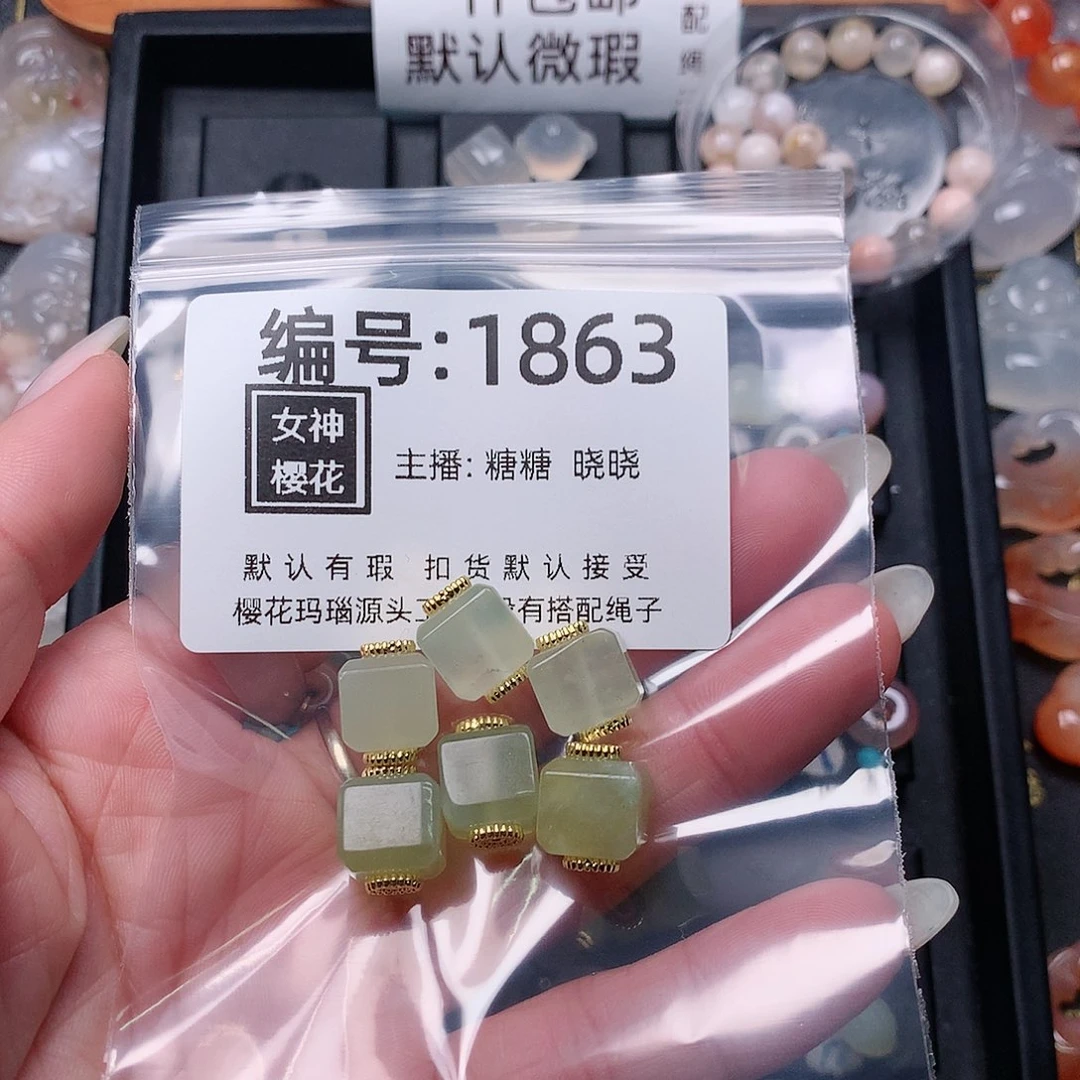 默认微瑕
配
绳
编号:1863
女神
樱花
主播: 糖糖 晓晓
默认有瑕 扣货默认接受
樱花玛瑙源头工 有搭配绳子